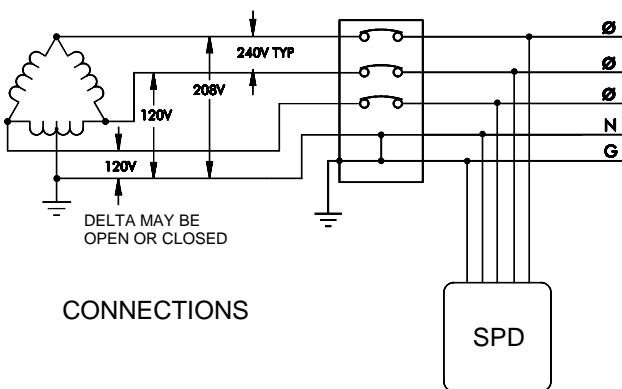 Ø
240V TYP
Ø
208V
120V
Ø
N
120V
G
DELTA MAY BE
OPEN OR CLOSED
CONNECTIONS
SPD